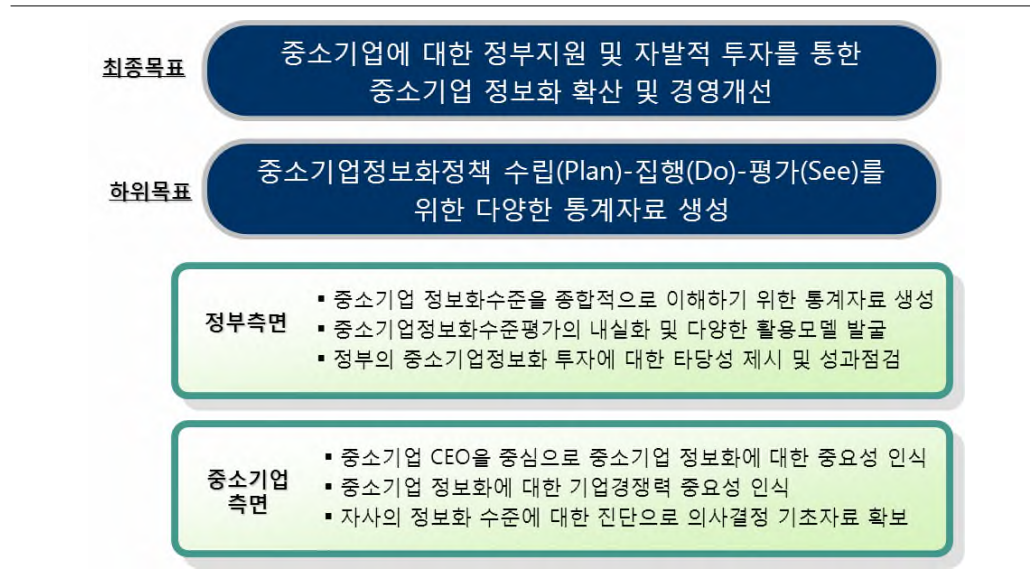 최종목표
중소기업에 대한 정부지원 및 자발적 투자를 통한
중소기업 정보화 확산 및 경영개선
하위목표
중소기업정보화정책 수립(Plan)-집행(Do)-평가(See)를
위한 다양한 통계자료 생성
정부측면
▪ 중소기업 정보화수준을 종합적으로 이해하기 위한 통계자료 생성
▪ 중소기업정보화수준평가의 내실화 및 다양한 활용모델 발굴
▪ 정부의 중소기업정보화 투자에 대한 타당성 제시 및 성과점검
중소기업
측면
▪ 중소기업 CEO을 중심으로 중소기업 정보화에 대한 중요성 인식
▪ 중소기업 정보화에 대한 기업경쟁력 중요성 인식
▪ 자사의 정보화 수준에 대한 진단으로 의사결정 기초자료 확보